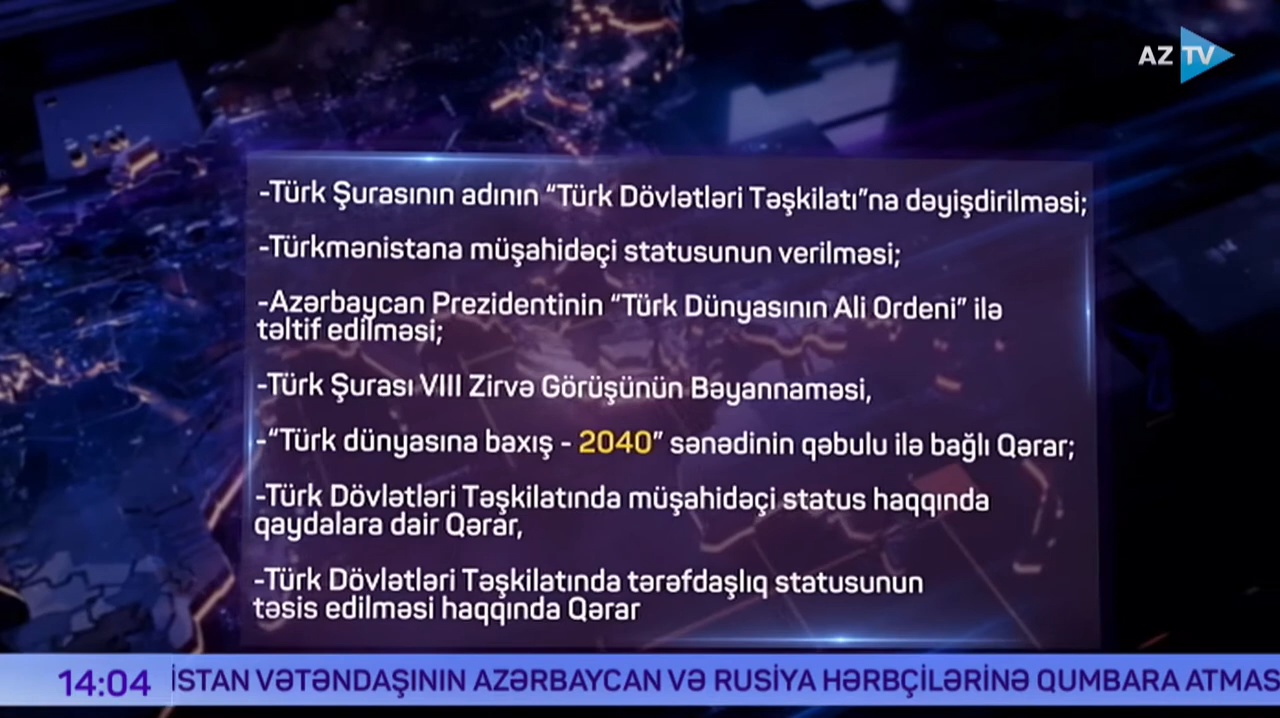 AZ TV
-Türk Şurasının adının “Türk Dövlətləri Təşkilatı”na dəyişdirilməsi;
-Türkmənistana müşahidəçi statusunun verilməsi;
-Azərbaycan Prezidentinin “Türk Dünyasının Ali Ordeni” ilə
təltif edilməsi;
-Türk Şurası VIII Zirvə Görüşünün Bəyannaməsi,
-“Türk dünyasına baxış - 2040” sənədinin qəbulu ilə bağlı Qərar;
-Türk Dövlətləri Təşkilatında müşahidəçi status haqqında
qaydalara dair Qərar,
-Türk Dövlətləri Təşkilatında tərəfdaşlıq statusunun
təsis edilməsi haqqında Qərar
14:04 İSTAN VƏTƏNDAŞININ AZƏRBAYCAN VƏ RUSİYA HƏRBÇİLƏRİNƏ QUMBARA ATMAS